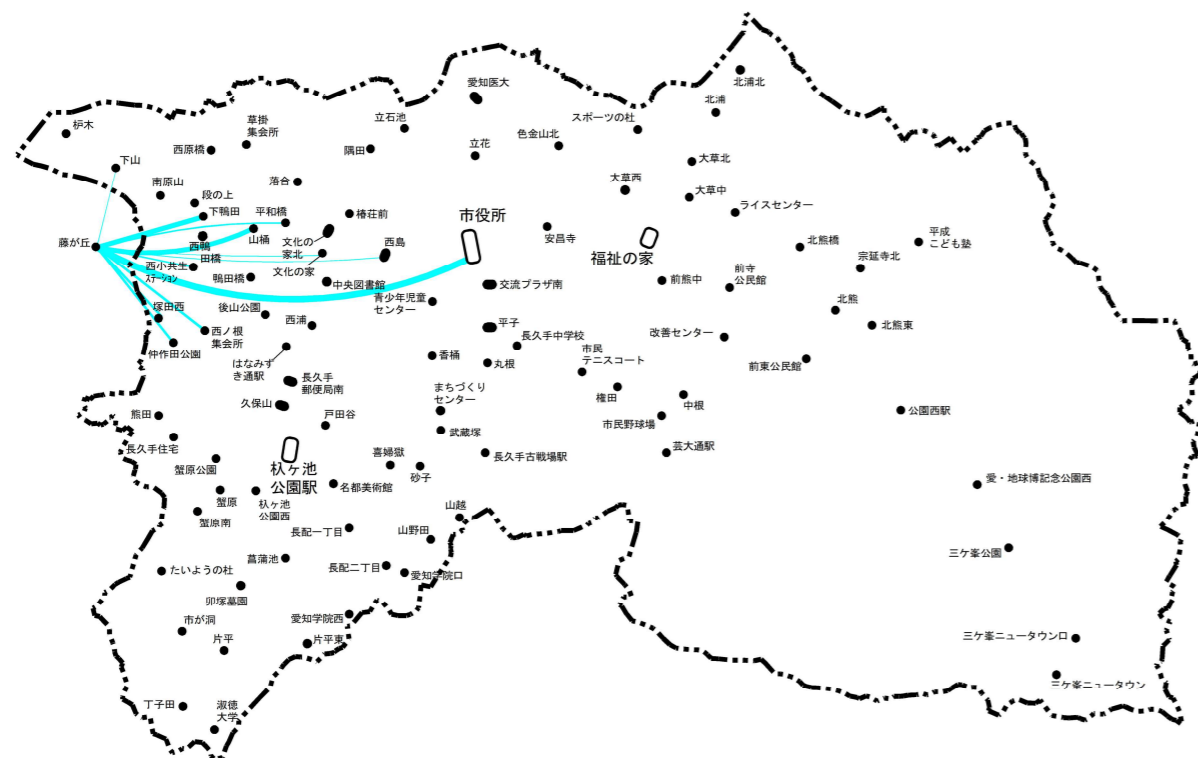 北浦北
愛知医大
北浦
スポーツの杜
立石池
草掛
集会所
枦木
色金山北
立花
隅田
西原橋
下山
大草北
落合
大草西
南原山
段の上
大草中
ライスセンター
下鴨田
平和橋
椿荘前
市役所
藤が丘
西鴨
田橋
山桶
文化の
家北
西島
安昌寺
福祉の家
北熊橋
平成
こども塾
宗延寺北
西小共生
ｽﾃｰｼｮﾝ
鴨田橋
文化の家
中央図書館
交流プラザ南
前熊中
前寺
公民館
青少年児童
センター
塚田西
後山公園
西浦
平子
北熊
北熊東
西ノ根
集会所
長久手中学校
改善センター
仲作田公園
はなみず
き通駅
香桶
丸根
市民
テニスコート
前東公民館
長久手
郵便局南
まちづくり
センター
権田
中根
熊田
久保山
戸田谷
市民野球場
公園西駅
長久手住宅
武蔵塚
芸大通駅
蟹原公園
杁ヶ池
公園駅
喜婦嶽
砂子
長久手古戦場駅
蟹原
杁ヶ池
公園西
名都美術館
愛・地球博記念公園西
蟹原南
山越
長配一丁目
山野田
三ケ峯公園
菖蒲池
たいようの杜
長配二丁目
愛知学院口
卯塚墓園
市が洞
愛知学院西
片平
片平東
三ケ峯ニュータウン口
三ケ峯ニュータウン
丁子田
淑徳
大学